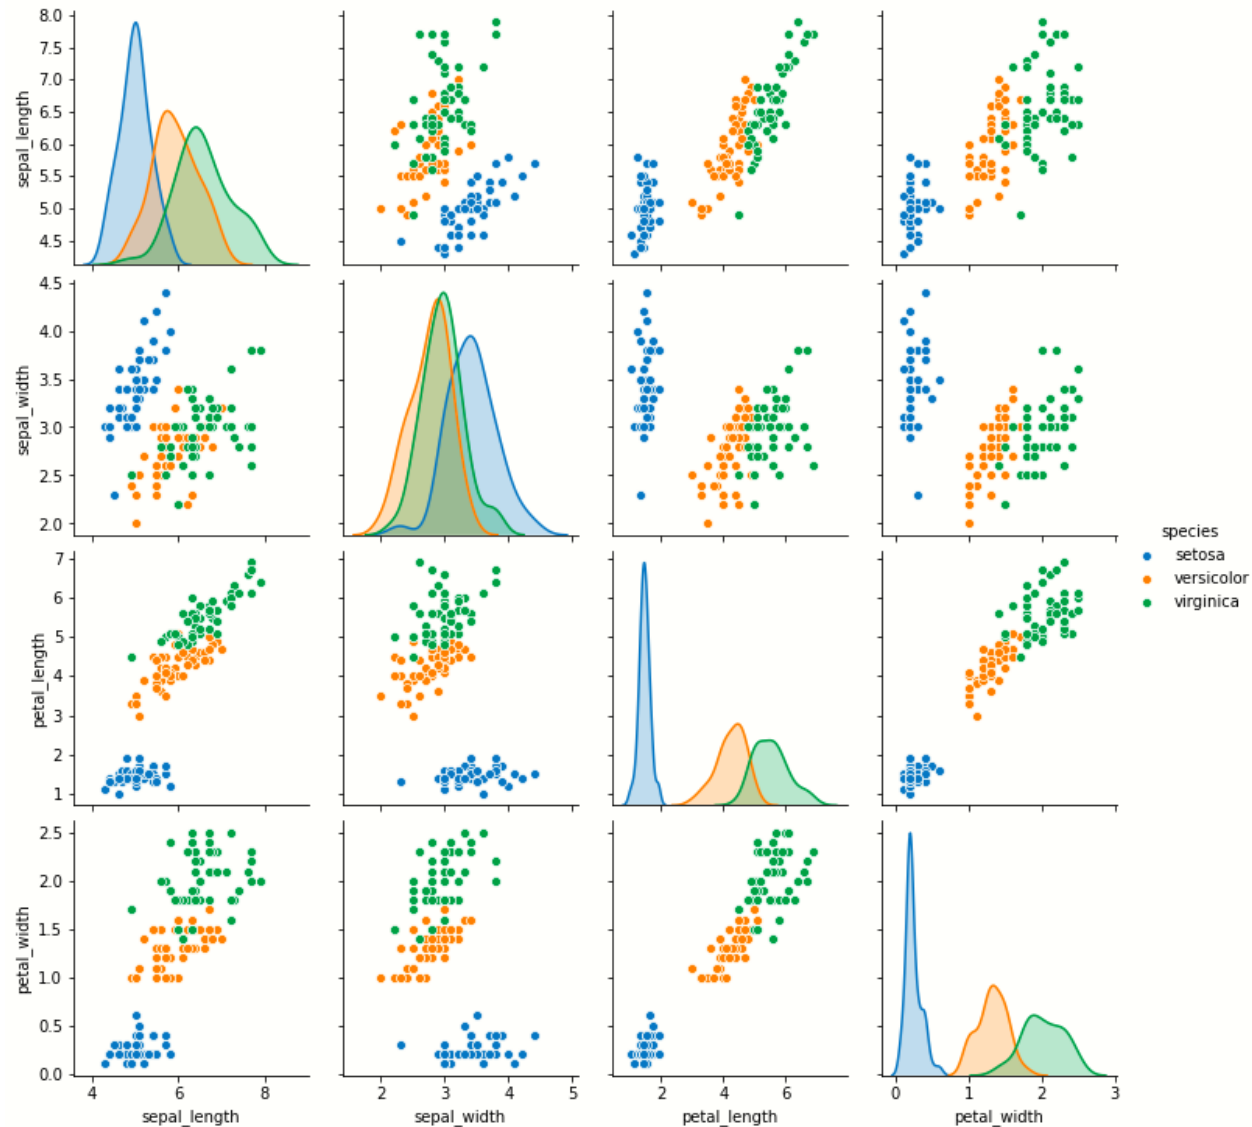 8.0
7.5
7.0
6.5
6.0
5.5
5.0
4.5
sepal_length
4 6 8
2 3 4 5
2 4 6
0 1 2 3
4.5
4.0
3.5
3.0
2.5
2.0
sepal_width
species
setosa
versicolor
virginica
7
6
5
4
3
2
1
petal_length
2.5
2.0
1.5
1.0
0.5
0.0
petal_width
sepal_length
sepal_width
petal_length
petal_width